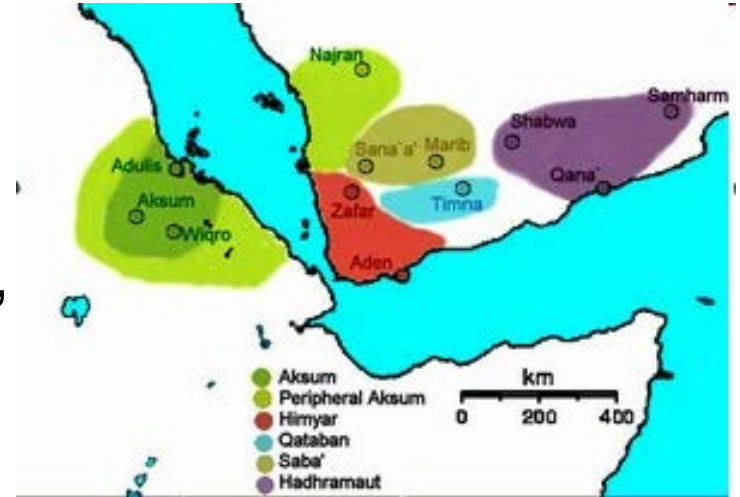 Najran
Samharm
Shabwa
Sana'a' Marib
Adulis
Qana'
Aksum
Zafar
Timna
Wiqro
Aden
,
km
0 200 400
Aksum
Peripheral Aksum
Himyar
Qataban
Saba'
Hadhramaut